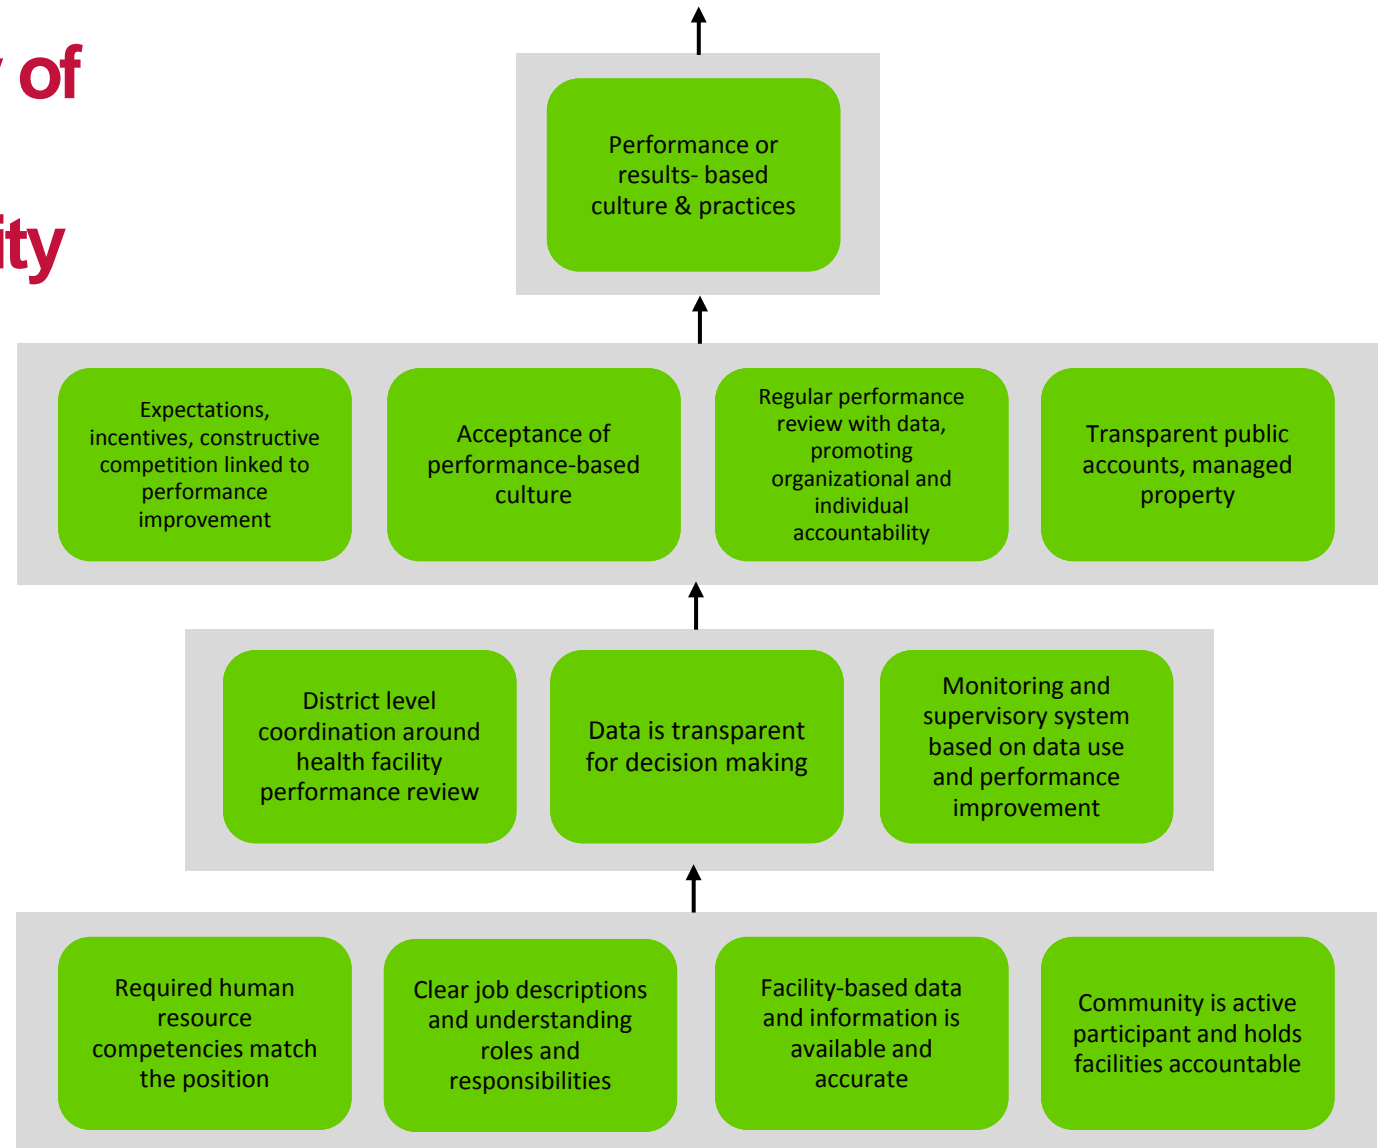 of
Performance or
results- based
culture & practices
Expectations,
incentives, constructive
competition linked to
performance
improvement
Acceptance of
performance-based
culture
Regular performance
review with data,
promoting
organizational and
individual
accountability
Transparent public
accounts, managed
property
District level
coordination around
health facility
performance review
Data is transparent
for decision making
Monitoring and
supervisory system
based on data use
and performance
improvement
Required human
resource
competencies match
the position
Clear job descriptions
and understanding
roles and
responsibilities
Facility-based data
and information is
available and
accurate
Community is active
participant and holds
facilities accountable